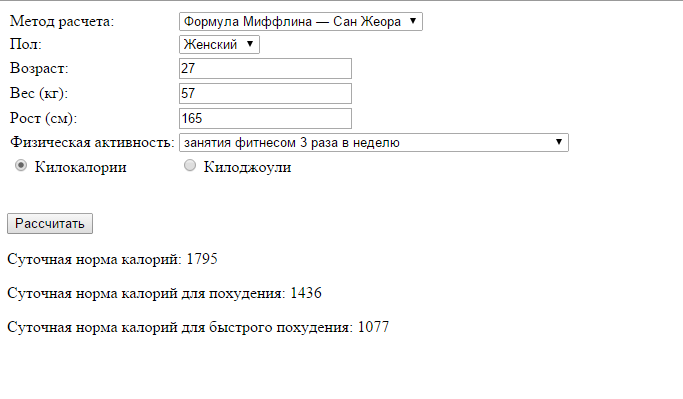 Метод расчета: Формула Миффлина — Сан Жеора
Пол: Женский
Возраст: 27
Вес (кг): 57
Рост (см): 165
Физическая активность: занятия фитнесом 3 раза в неделю
Килокалории Килоджоули
Рассчитать
Суточная норма калорий: 1795
Суточная норма калорий для похудения: 1436
Суточная норма калорий для быстрого похудения: 1077